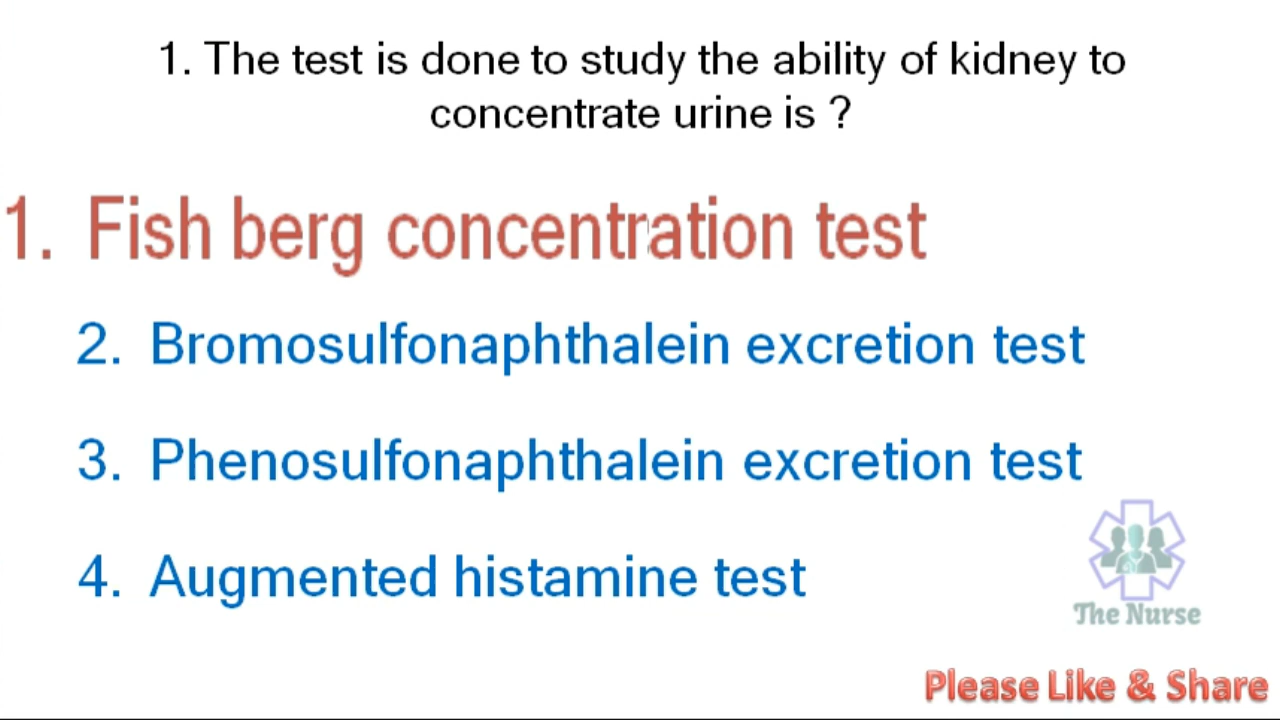 1. The test is done to study the ability of kidney to
concentrate urine is ?
1. Fish berg concentration test
2. Bromosulfonaphthalein excretion test
3. Phenosulfonaphthalein excretion test
4. Augmented histamine test
The Nurse
Please Like & Share